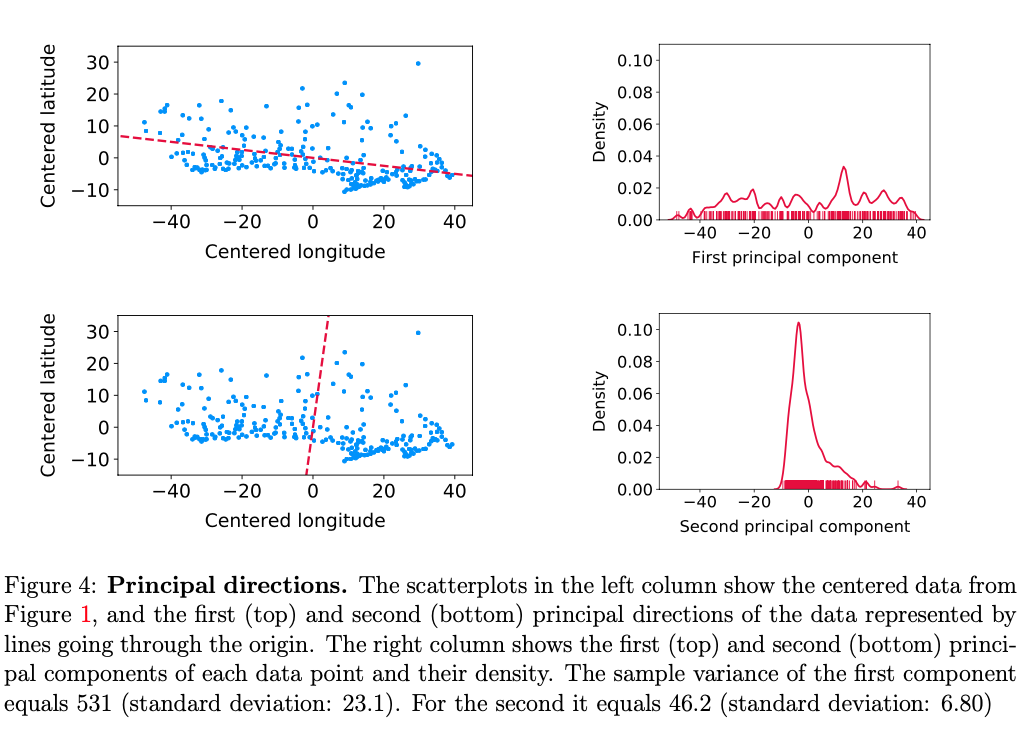 Centered latitude
30
20
10
0
−10
−40 −20 0 20 40
Centered longitude
Density
0.10
0.08
0.06
0.04
0.02
0.00
−40 −20 0 20 40
First principal component
Centered latitude
30
20
10
0
−10
−40 −20 0 20 40
Centered longitude
Density
0.10
0.08
0.06
0.04
0.02
0.00
−40 −20 0 20 40
Second principal component
Figure 4: Principal directions. The scatterplots in the left column show the centered data from
Figure 1, and the first (top) and second (bottom) principal directions of the data represented by
lines going through the origin. The right column shows the first (top) and second (bottom) princi-
pal components of each data point and their density. The sample variance of the first component
equals 531 (standard deviation: 23.1). For the second it equals 46.2 (standard deviation: 6.80)